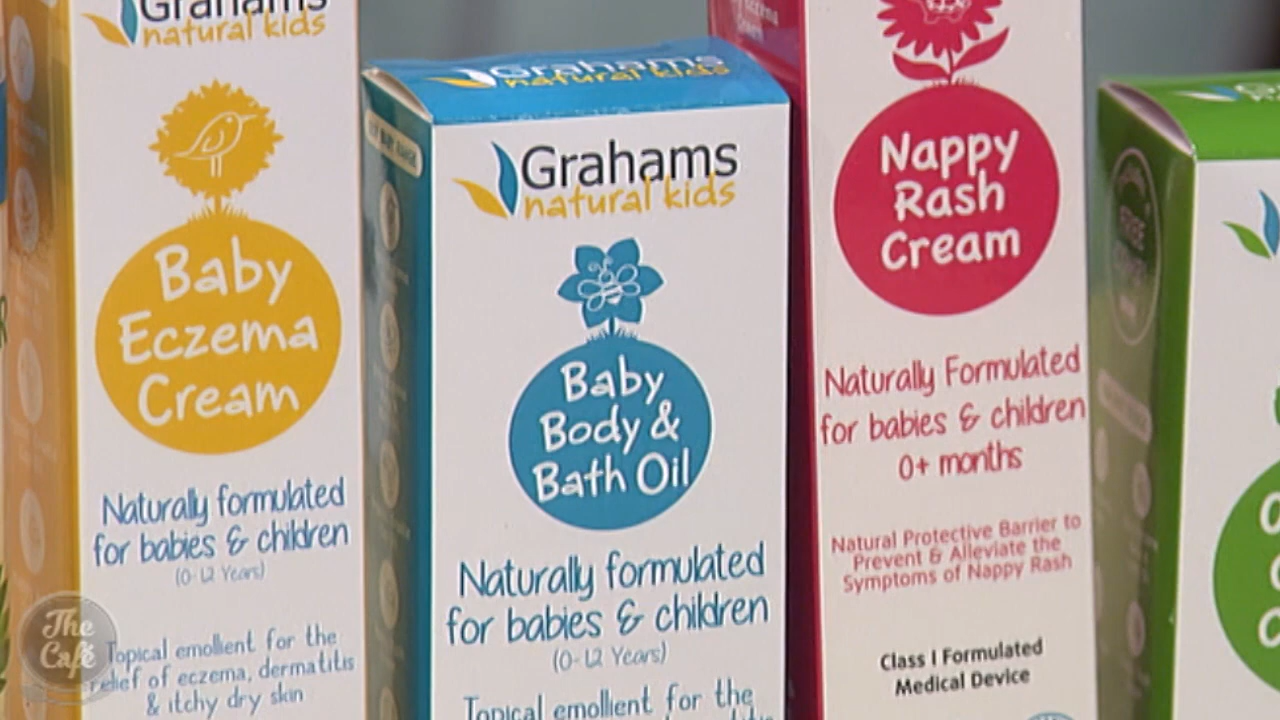 Grahams
natural kids
Baby
Eczema
Cream
Naturally formulated
for babies & children
(0-12 Years)
Topical emollient for the
relief of eczema, dermatitis
& itchy dry skin
Grahams
natural kids
Grahams
natural kids
Baby
Body &
Bath Oil
Naturally formulated
for babies & children
(0-12 Years)
Topical emollient for the
Nappy
Rash
Cream
Naturally Formulated
for babies & children
0+ months
Natural Protective Barrier to
Prevent & Alleviate the
Symptoms of Nappy Rash
Class I Formulated
Medical Device
The
Café